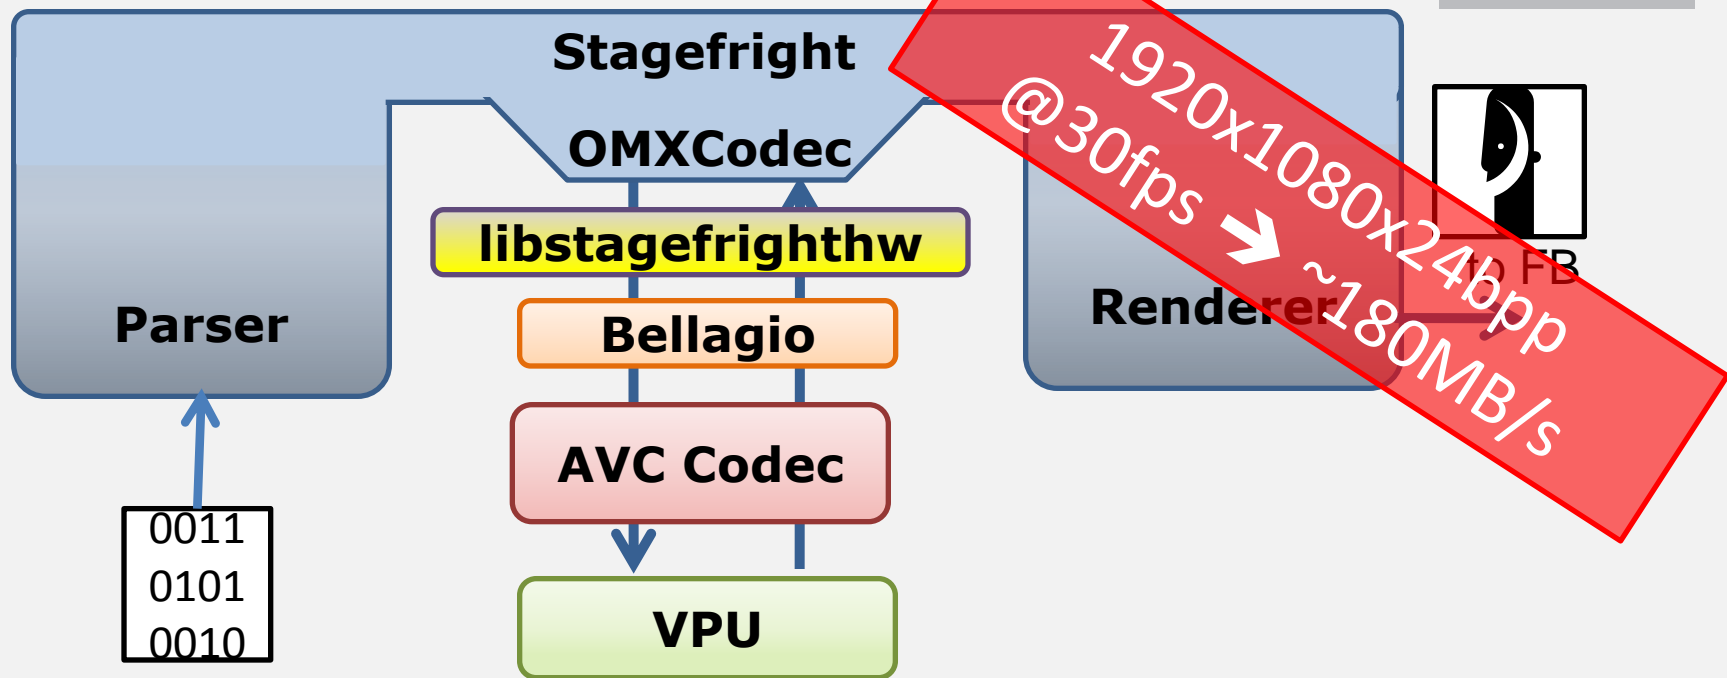 Stagefright
OMXCodec
libstagefrighthw
Bellagio
AVC Codec
VPU
Parser
0011
0101
0010
Renderer
to FB
1920x1080x24bpp
@30fps ➔ ~180MB/s